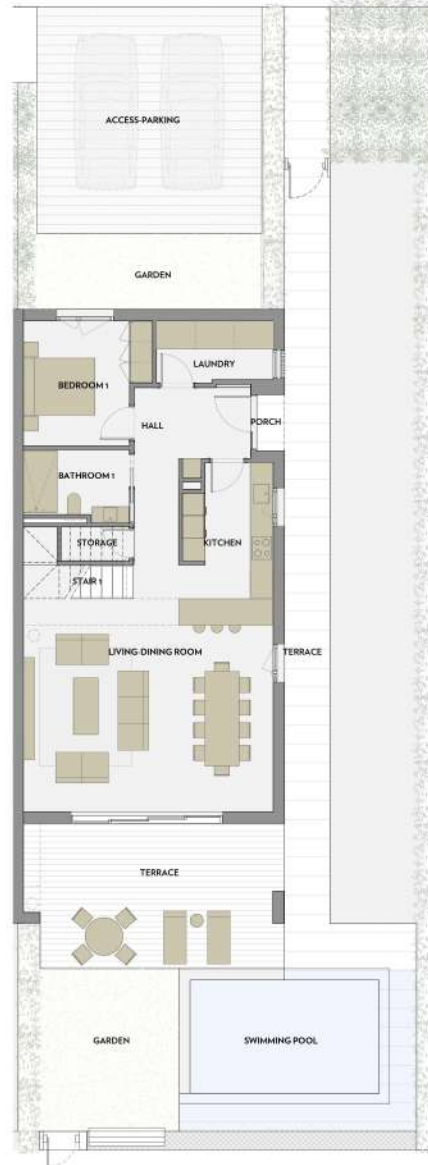 ACCESS-PARKING
GARDEN
LAUNDRY
BEDROOM 1
HALL
PORCH
BATHROOM 1
STORAGE
KITCHEN
STAIR 1
LIVING-DINING ROOM
TERRACE
TERRACE
GARDEN
SWIMMING POOL